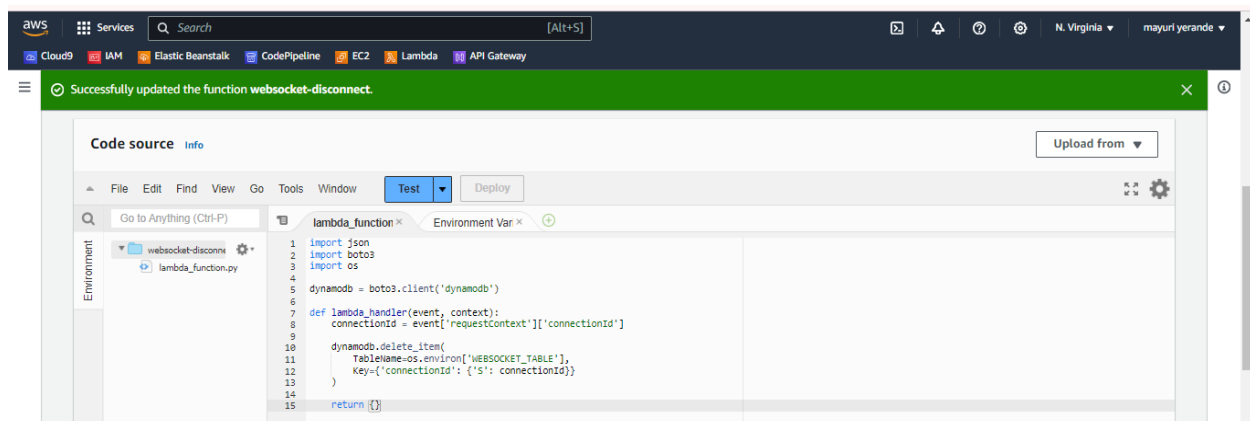 aws Services Search [Alt+S] N. Virginia mayuri yerande
Cloud9 IAM Elastic Beanstalk CodePipeline EC2 Lambda API Gateway
Successfully updated the function websocket-disconnect.
Code source Info Upload from
File Edit Find View Go Tools Window Test Deploy
Go to Anything (Ctrl-P) lambda_function Environment Var
Environment
websocket-disconne
lambda_function.py
1 import json
2 import boto3
3 import os
4
5 dynamodb = boto3.client('dynamodb')
6
7 def lambda_handler(event, context):
8     connectionId = event['requestContext']['connectionId']
9
10     dynamodb.delete_item(
11         TableName=os.environ['WEBSOCKET_TABLE'],
12         Key={'connectionId': {'S': connectionId}}
13     )
14
15     return {}